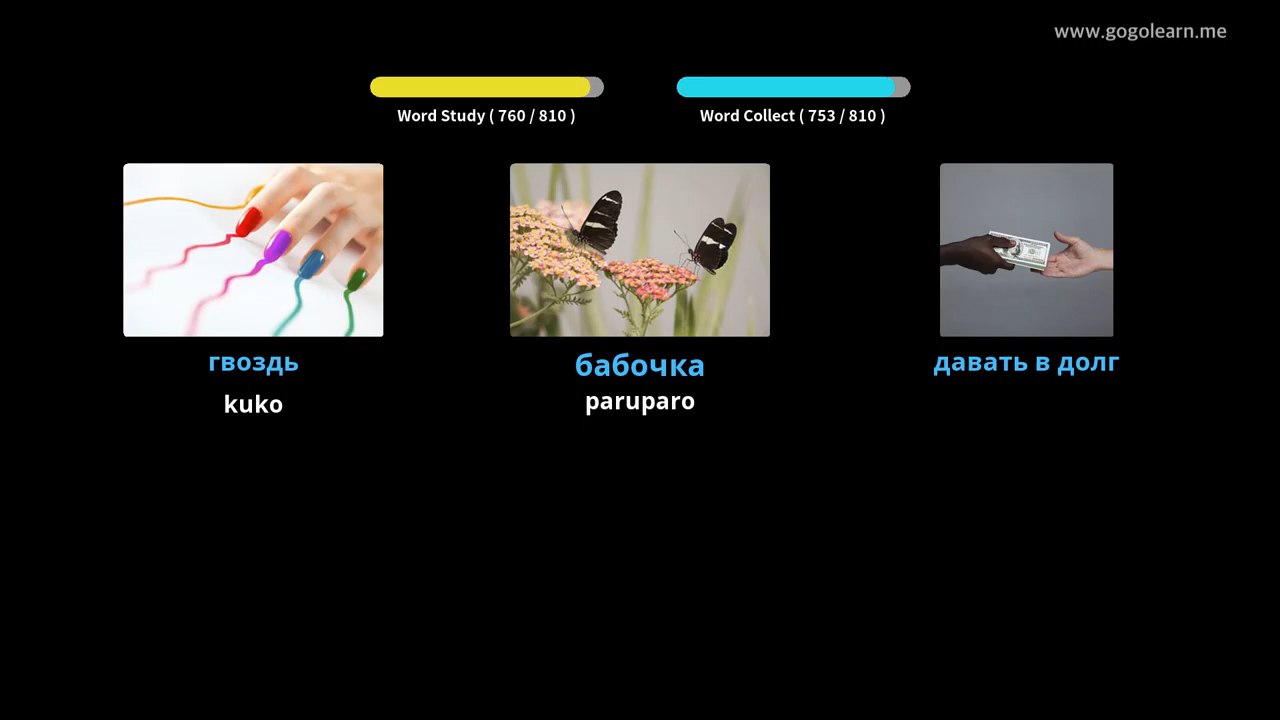 www.gogolearn.me
Word Study ( 760 / 810 )
Word Collect ( 753 / 810 )
гвоздь
kuko
бабочка
paruparo
давать в долг